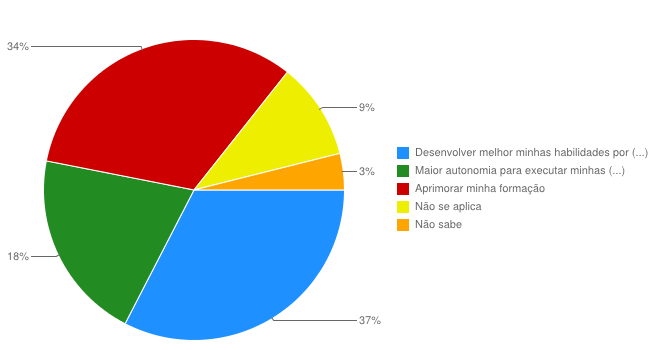 34%
9%
3%
18%
37%
Desenvolver melhor minhas habilidades por (...)
Maior autonomia para executar minhas (...)
Aprimorar minha formação
Não se aplica
Não sabe